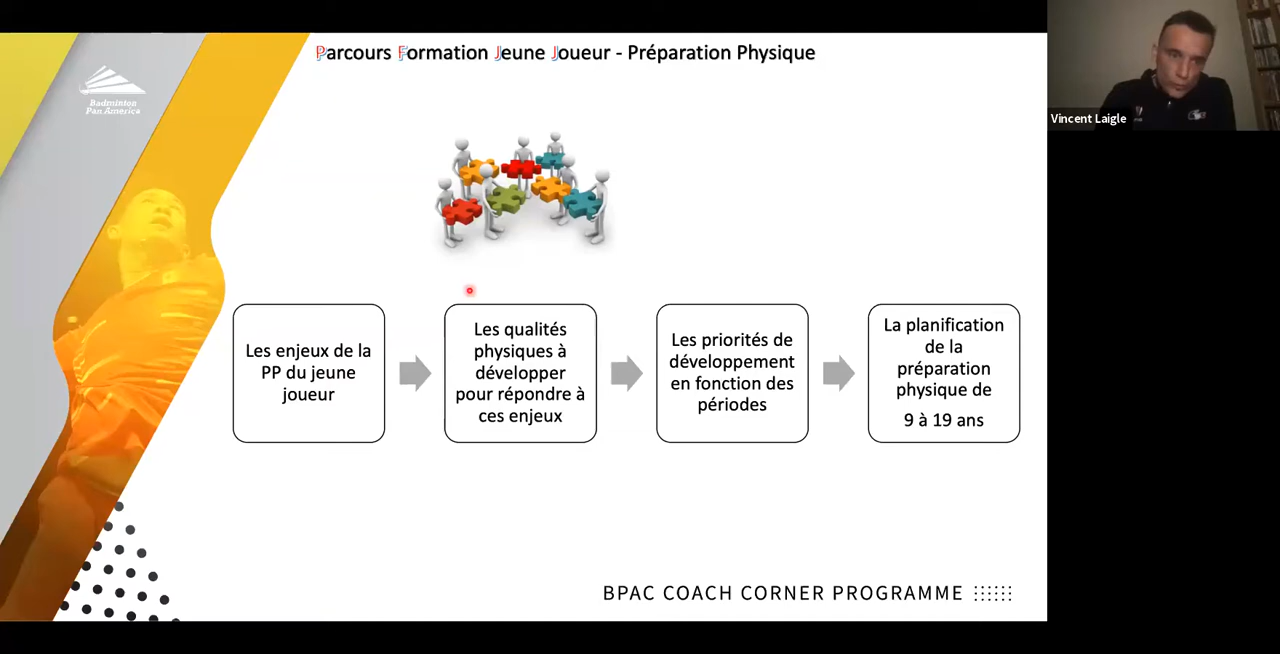 Parcours Formation Jeune Joueur - Préparation Physique
Badminton
Pan America
Vincent Laigle
Les enjeux de la
PP du jeune
joueur
Les qualités
physiques à
développer
pour répondre à
ces enjeux
Les priorités de
développement
en fonction des
périodes
La planification
de la
préparation
physique de
9 à 19 ans
BPAC COACH CORNER PROGRAMME